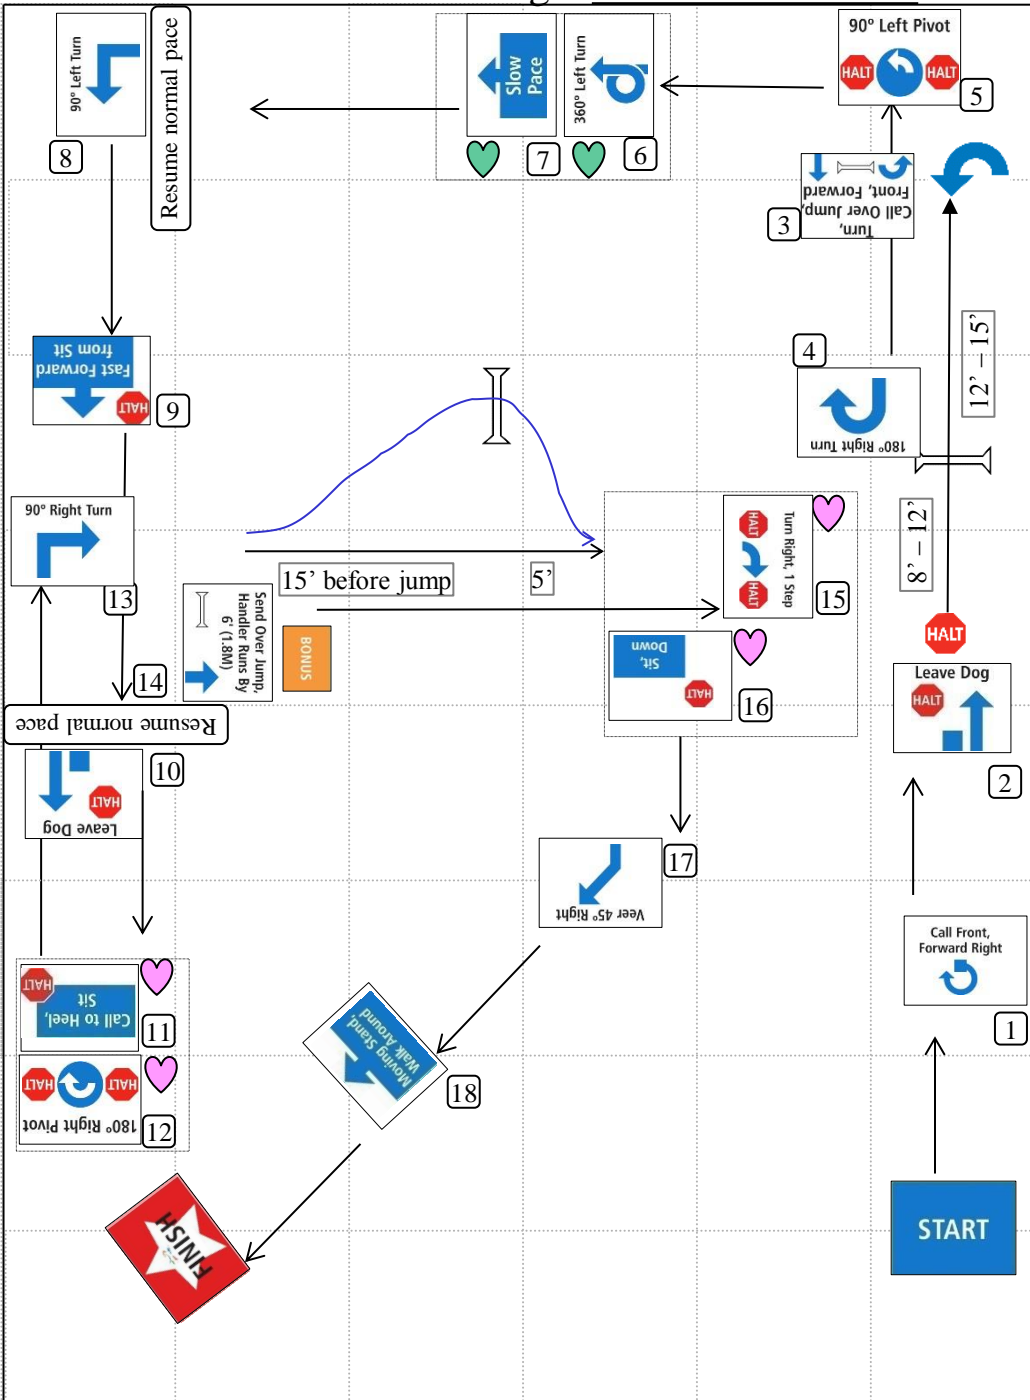 90° Left Pivot
HALT
HALT
5
360° Left Turn
6
Slow
Pace
7
90° Left Turn
8
Resume normal pace
Turn,
Call Over Jump,
Front, Forward
3
4
180° Right Turn
12' – 15'
8' – 12'
HALT
Leave Dog
HALT
2
Call Front,
Forward Right
1
START
Fast Forward
from Sit
HALT
9
90° Right Turn
13
14
Resume normal pace
Leave Dog
HALT
10
Call to Heel,
Sit
HALT
11
180° Right Pivot
HALT
HALT
12
15' before jump
5'
Send Over Jump,
Handler Runs By
6' (1.8M)
BONUS
Turn Right, 1 Step
HALT
HALT
15
Sit,
Down
HALT
16
17
Veer 45° Right
Moving Stand,
Walk Around
18
FINISH